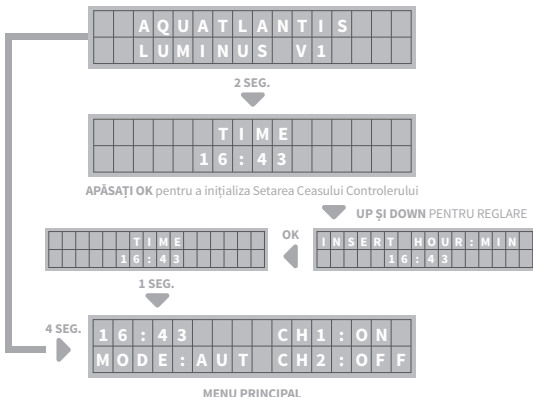 AQUATLANTIS
LUMINUS V1
2 SEG.
TIME
16:43
APĂSAȚI OK pentru a inițializa Setarea Ceasului Controlerului
UP ȘI DOWN PENTRU REGLARE
OK
INSERT HOUR:MIN
16:43
TIME
16:43
1 SEG.
4 SEG.
16:43 CH1:ON
MODE:AUT CH2:OFF
MENU PRINCIPAL